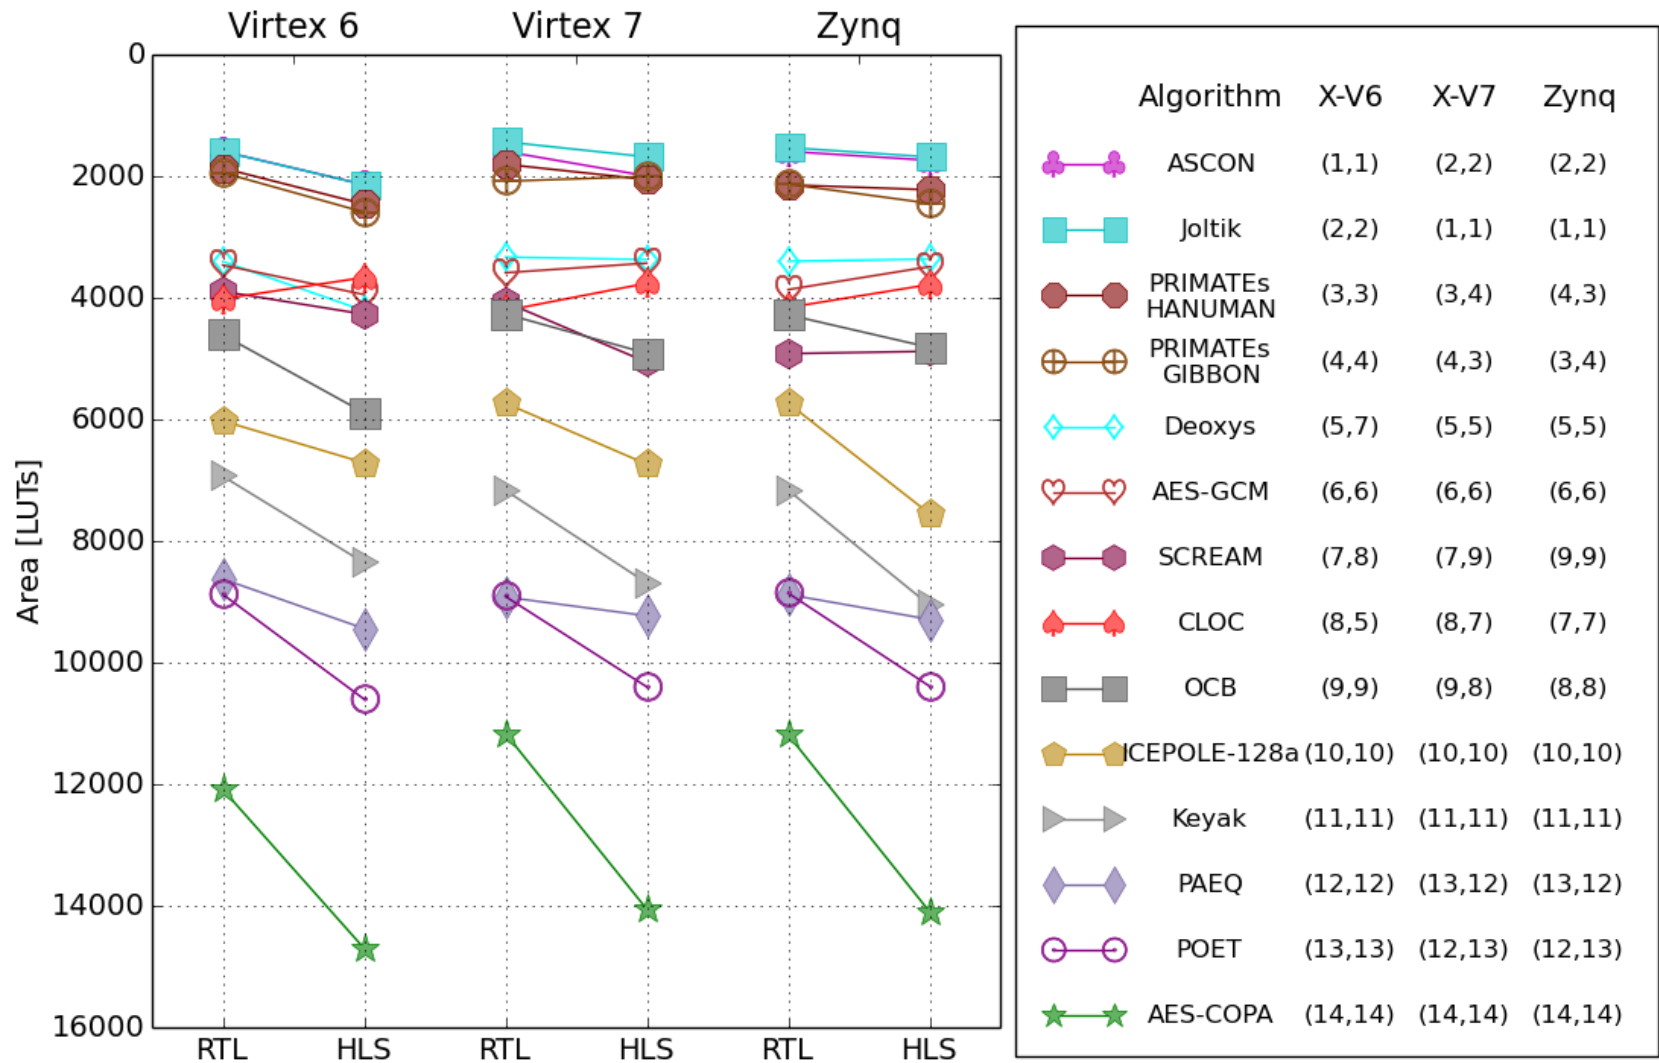 Virtex 6 Virtex 7 Zynq
0
2000
4000
6000
8000
10000
12000
14000
16000
Area [LUTs]
RTL HLS RTL HLS RTL HLS
Algorithm X-V6 X-V7 Zynq
ASCON (1,1) (2,2) (2,2)
Joltik (2,2) (1,1) (1,1)
PRIMATEs
HANUMAN (3,3) (3,4) (4,3)
PRIMATEs
GIBBON (4,4) (4,3) (3,4)
Deoxys (5,7) (5,5) (5,5)
AES-GCM (6,6) (6,6) (6,6)
SCREAM (7,8) (7,9) (9,9)
CLOC (8,5) (8,7) (7,7)
OCB (9,9) (9,8) (8,8)
ICEPOLE-128a (10,10) (10,10) (10,10)
Keyak (11,11) (11,11) (11,11)
PAEQ (12,12) (13,12) (13,12)
POET (13,13) (12,13) (12,13)
AES-COPA (14,14) (14,14) (14,14)